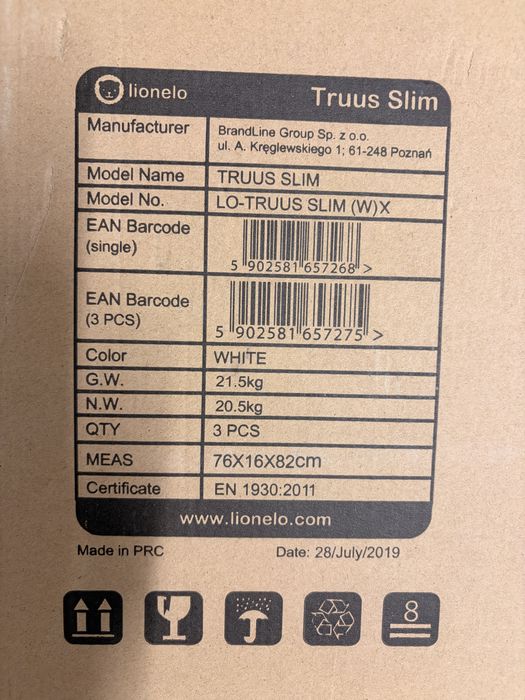 lionelo Truus Slim
Manufacturer BrandLine Group Sp. z o.o.
ul. A. Kręglewskiego 1; 61-248 Poznań
Model Name TRUUS SLIM
Model No. LO-TRUUS SLIM (W)X
EAN Barcode
(single)
5 902581 657268 >
EAN Barcode
(3 PCS)
5 902581 657275 >
Color WHITE
G.W. 21.5kg
N.W. 20.5kg
QTY 3 PCS
MEAS 76X16X82cm
Certificate EN 1930:2011
www.lionelo.com
Made in PRC Date: 28/July/2019
8